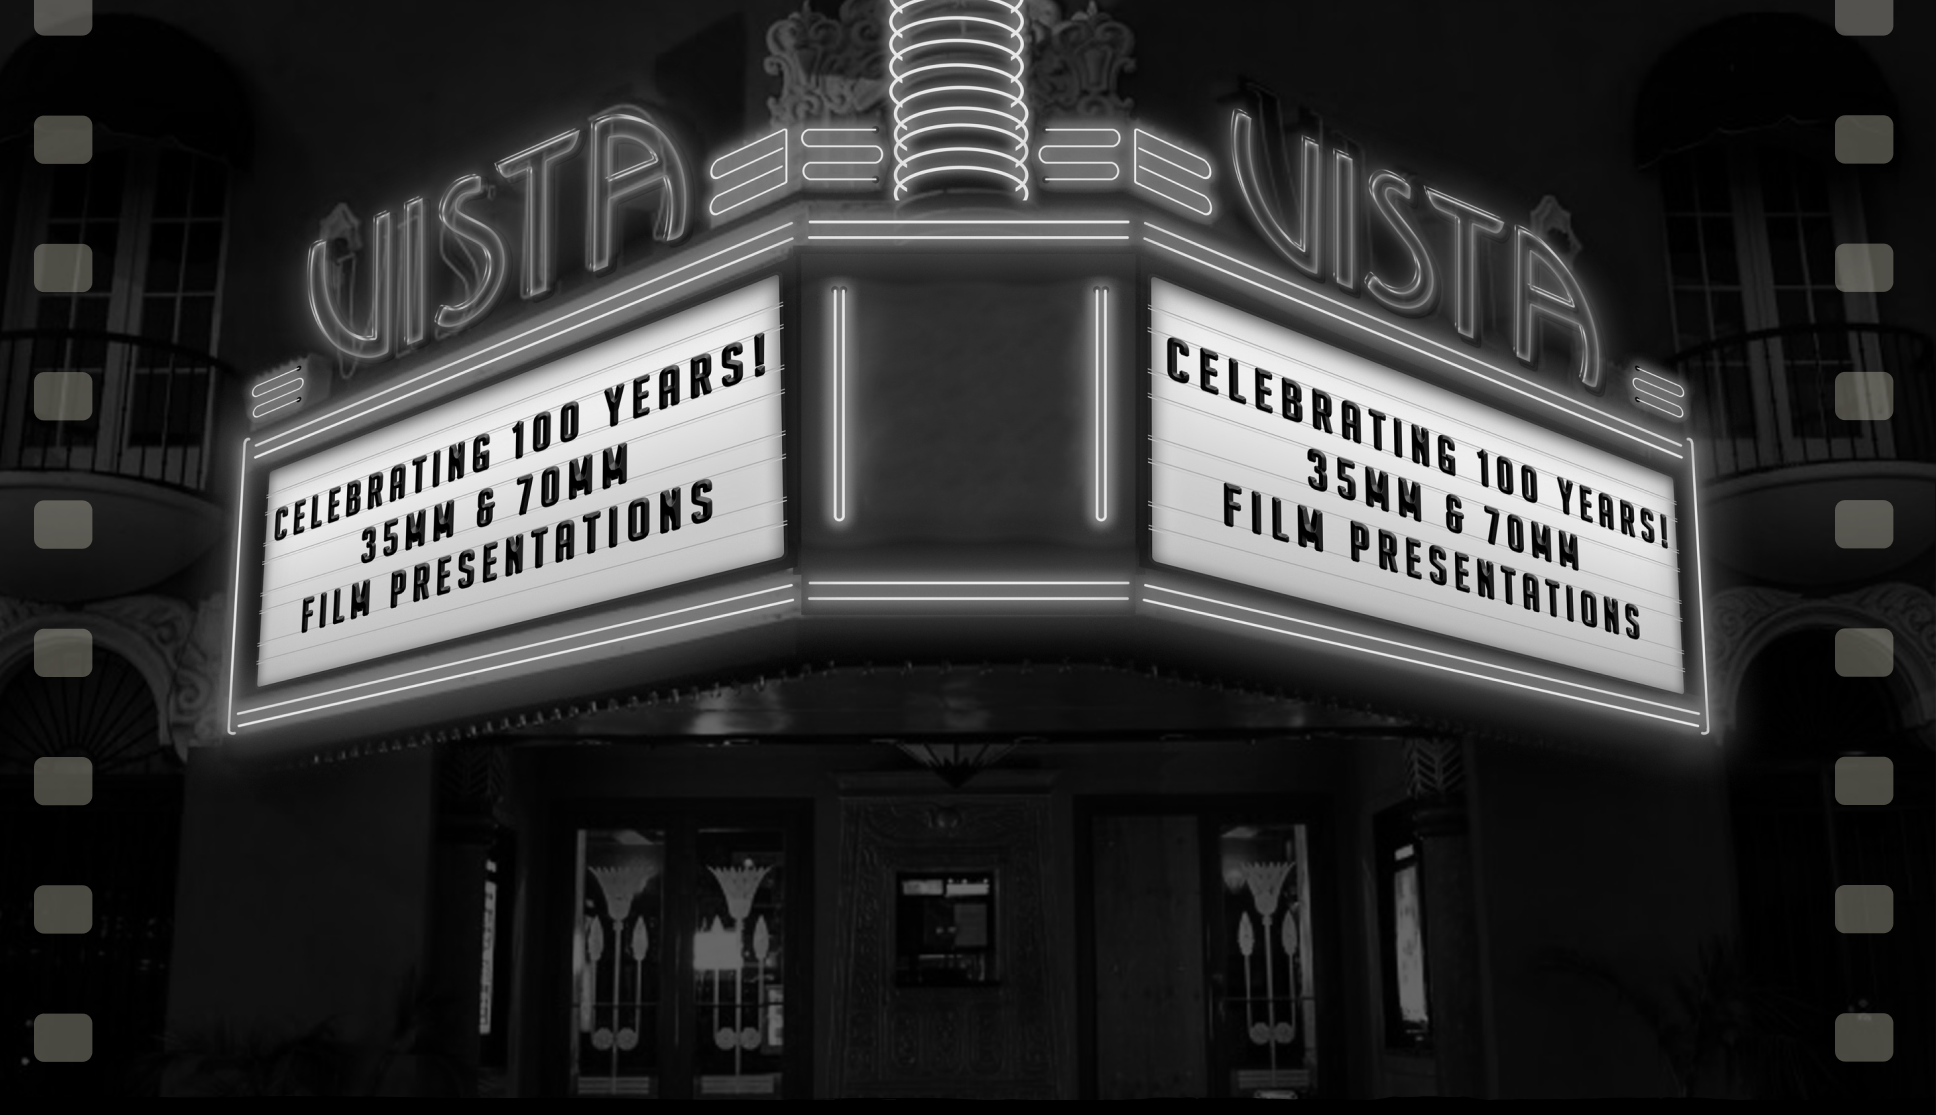 VISTA
CELEBRATING 100 YEARS!
35MM & 70MM
FILM PRESENTATIONS
VISTA
CELEBRATING 100 YEARS!
35MM & 70MM
FILM PRESENTATIONS